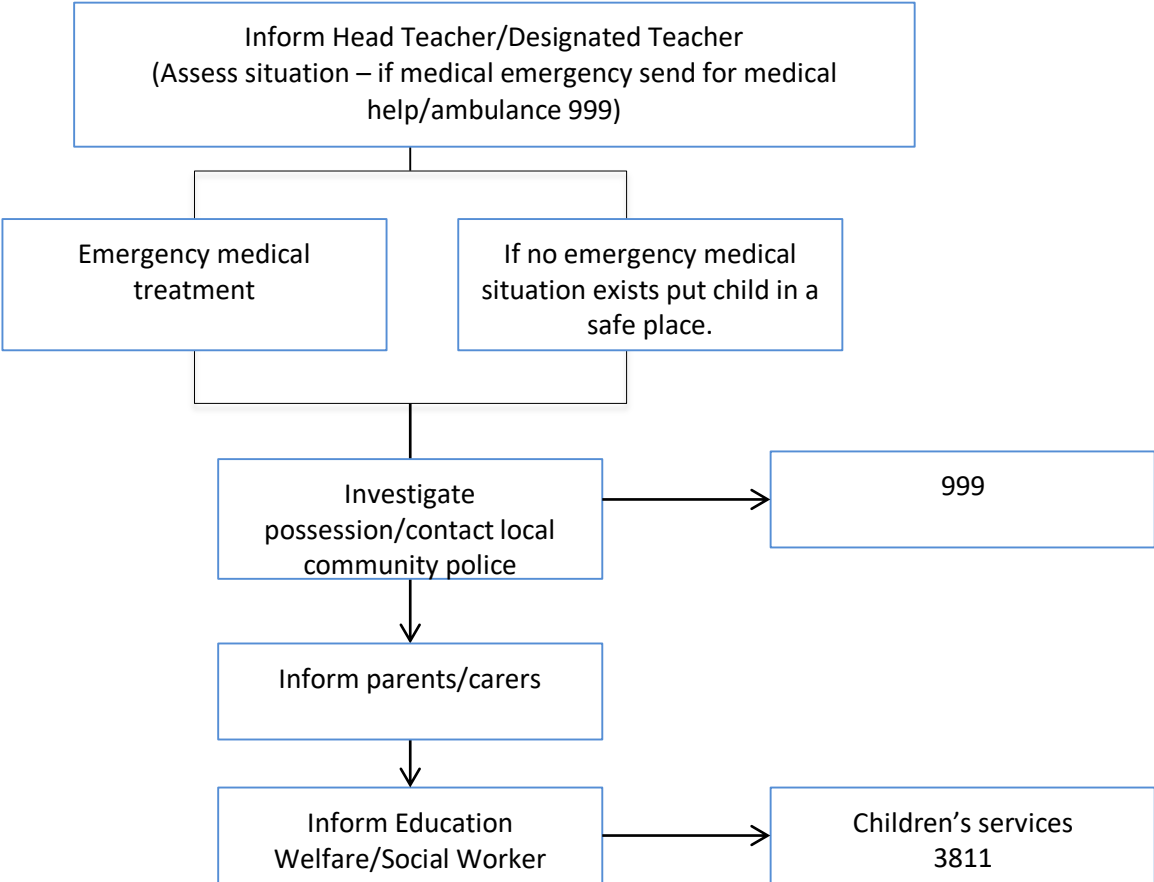 Inform Head Teacher/Designated Teacher
(Assess situation – if medical emergency send for medical
help/ambulance 999)
Emergency medical
treatment
If no emergency medical
situation exists put child in a
safe place.
Investigate
possession/contact local
community police
999
Inform parents/carers
Inform Education
Welfare/Social Worker
Children’s services
3811